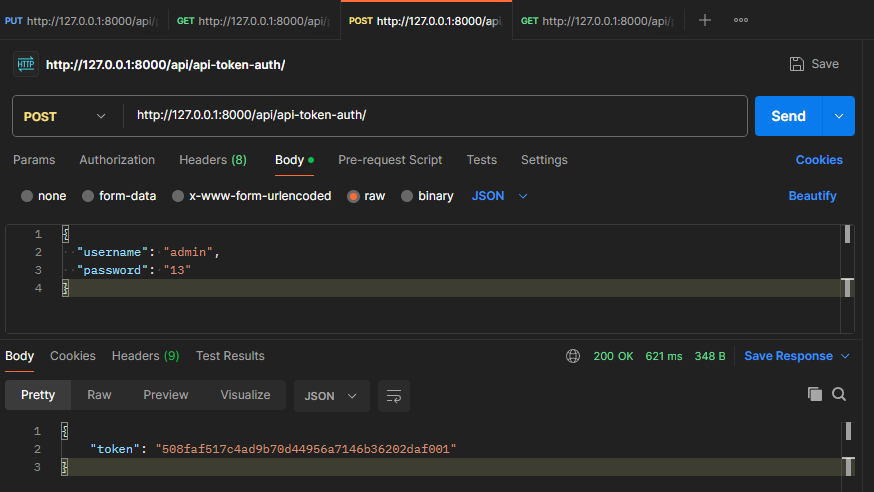 PUT http://127.0.0.1:8000/api/ GET http://127.0.0.1:8000/api/ POST http://127.0.0.1:8000/api GET http://127.0.0.1:8000/api/
HTTP http://127.0.0.1:8000/api/api-token-auth/ Save
POST http://127.0.0.1:8000/api/api-token-auth/ Send
Params Authorization Headers (8) Body Pre-request Script Tests Settings Cookies
none form-data x-www-form-urlencoded raw binary JSON Beautify
1 {
2 "username": "admin",
3 "password": "13"
4 }
Body Cookies Headers (9) Test Results 200 OK 621 ms 348 B Save Response
Pretty Raw Preview Visualize JSON
1 {
2 "token": "508faf517c4ad9b70d44956a7146b36202daf001"
3 }